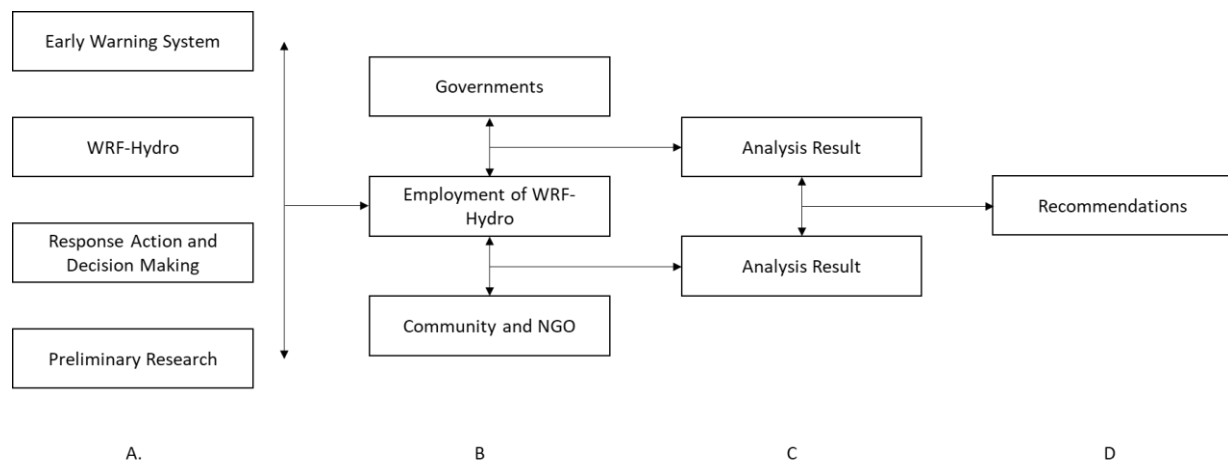 Early Warning System
WRF-Hydro
Response Action and
Decision Making
Preliminary Research
Governments
Employment of WRF-
Hydro
Community and NGO
Analysis Result
Analysis Result
Recommendations
A.
B
C
D